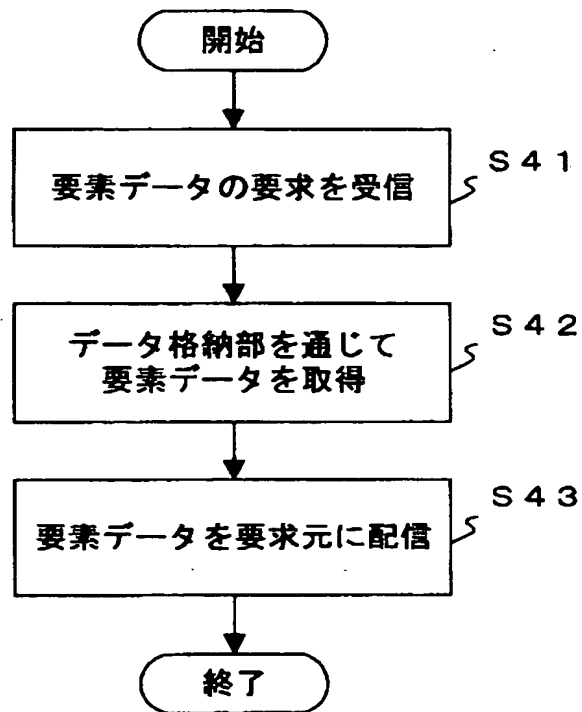 開始
要素データの要求を受信
S41
データ格納部を通じて
要素データを取得
S42
要素データを要求元に配信
S43
終了